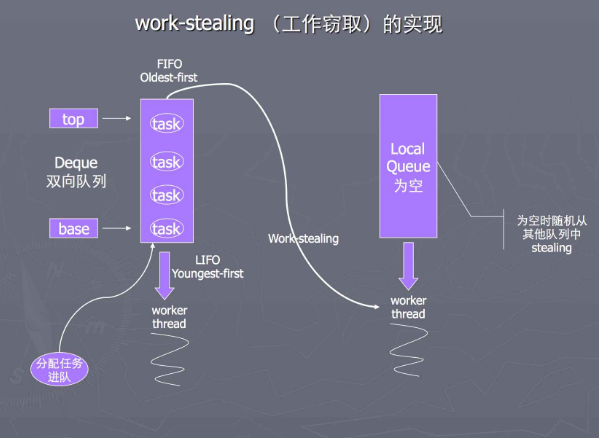 work-stealing （工作窃取）的实现
FIFO
Oldest-first
top
task
Deque
双向队列
task
task
base
task
LIFO
Youngest-first
worker
thread
分配任务
进队
Work-stealing
Local
Queue
为空
worker
thread
为空时随机从
其他队列中
stealing